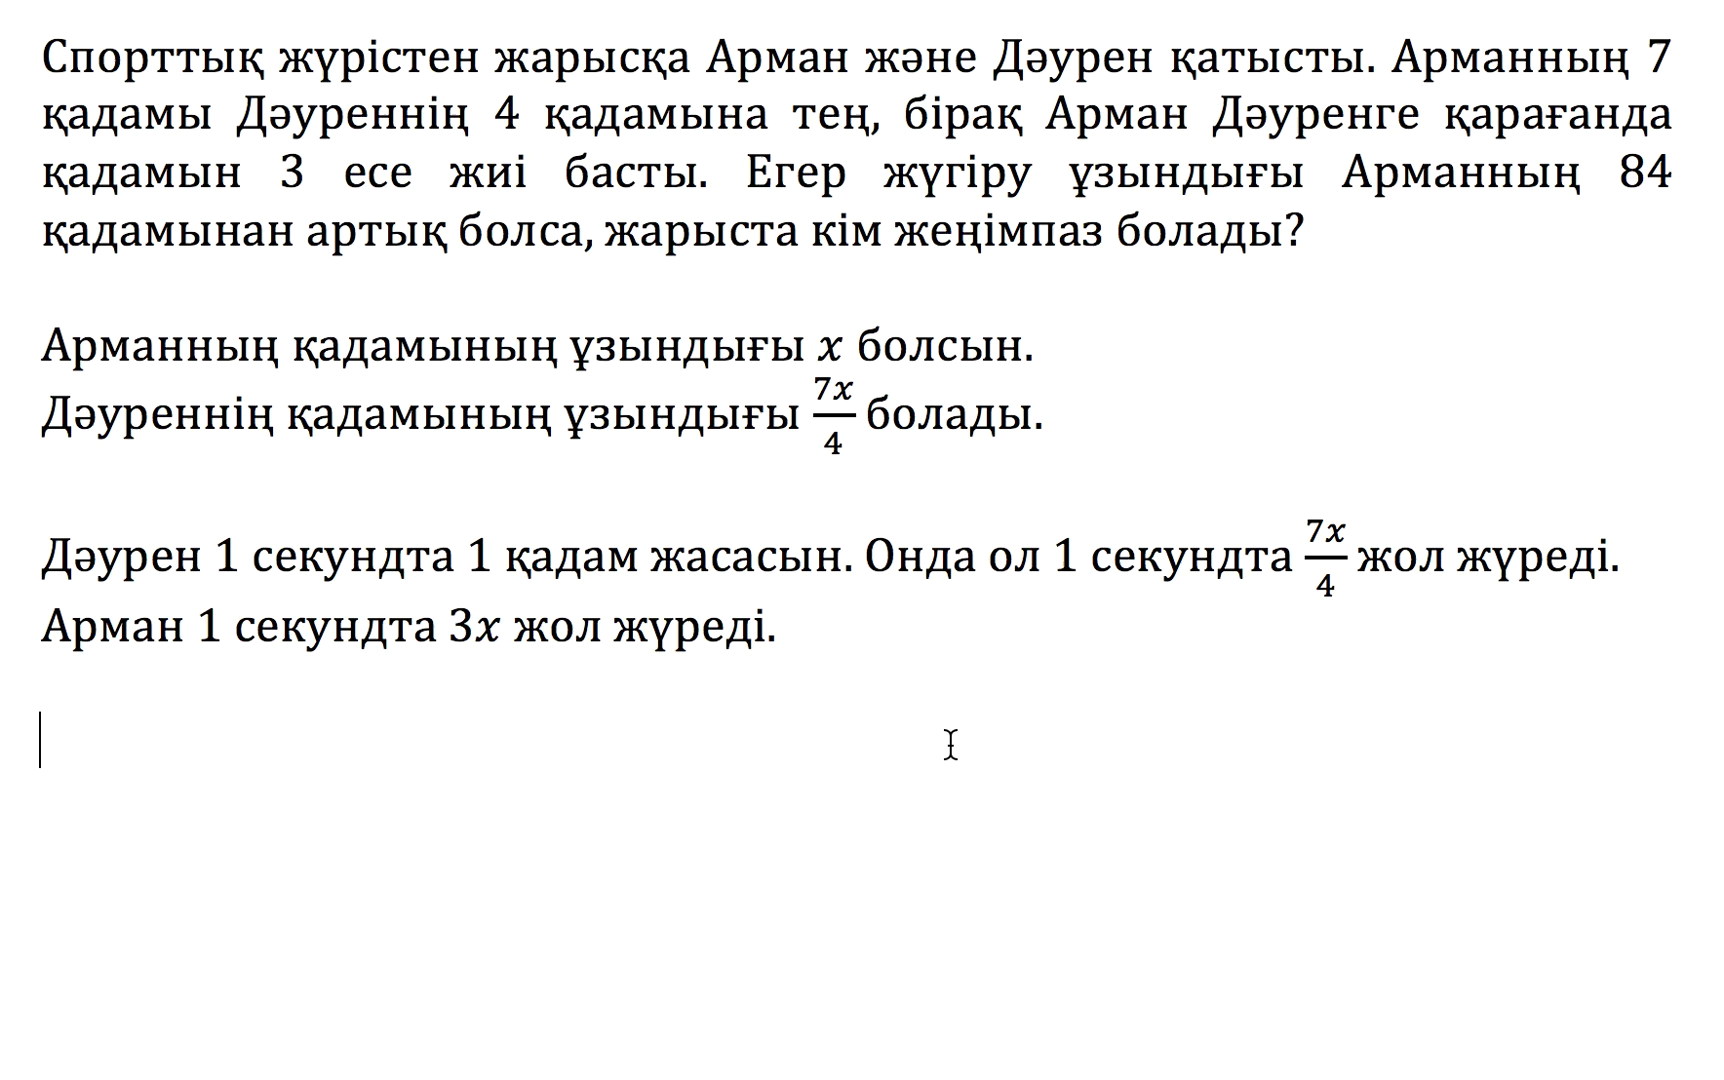 Спорттық жүрістен жарысқа Арман және Дәурен қатысты. Арманның 7
қадамы Дәуреннің 4 қадамына тең, бірақ Арман Дәуренге қарағанда
қадамын 3 есе жиі басты. Егер жүгіру ұзындығы Арманның 84
қадамынан артық болса, жарыста кім жеңімпаз болады?
Арманның қадамының ұзындығы x болсын.
Дәуреннің қадамының ұзындығы 7x/4 болады.
Дәурен 1 секундта 1 қадам жасасын. Онда ол 1 секундта 7x/4 жол жүреді.
Арман 1 секундта 3x жол жүреді.